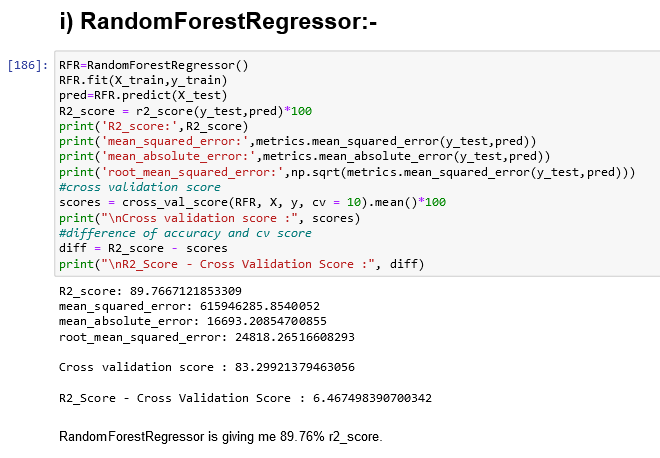 i) RandomForestRegressor:-
[186]: RFR=RandomForestRegressor()
RFR.fit(X_train,y_train)
pred=RFR.predict(X_test)
R2_score = r2_score(y_test,pred)*100
print('R2_score:',R2_score)
print('mean_squared_error:',metrics.mean_squared_error(y_test,pred))
print('mean_absolute_error:',metrics.mean_absolute_error(y_test,pred))
print('root_mean_squared_error:',np.sqrt(metrics.mean_squared_error(y_test,pred)))
#cross validation score
scores = cross_val_score(RFR, X, y, cv = 10).mean()*100
print("\nCross validation score :", scores)
#difference of accuracy and cv score
diff = R2_score - scores
print("\nR2_Score - Cross Validation Score :", diff)
R2_score: 89.7667121853309
mean_squared_error: 615946285.8540052
mean_absolute_error: 16693.20854700855
root_mean_squared_error: 24818.26516608293
Cross validation score : 83.29921379463056
R2_Score - Cross Validation Score : 6.467498390700342
RandomForestRegressor is giving me 89.76% r2_score.